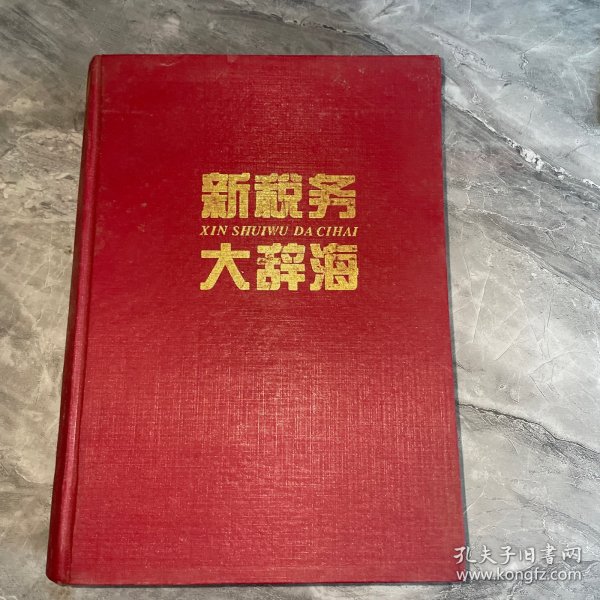 新税务
XIN SHUIWU DA CIHAI
大辞海
孔夫子旧书网
www.kongfz.com